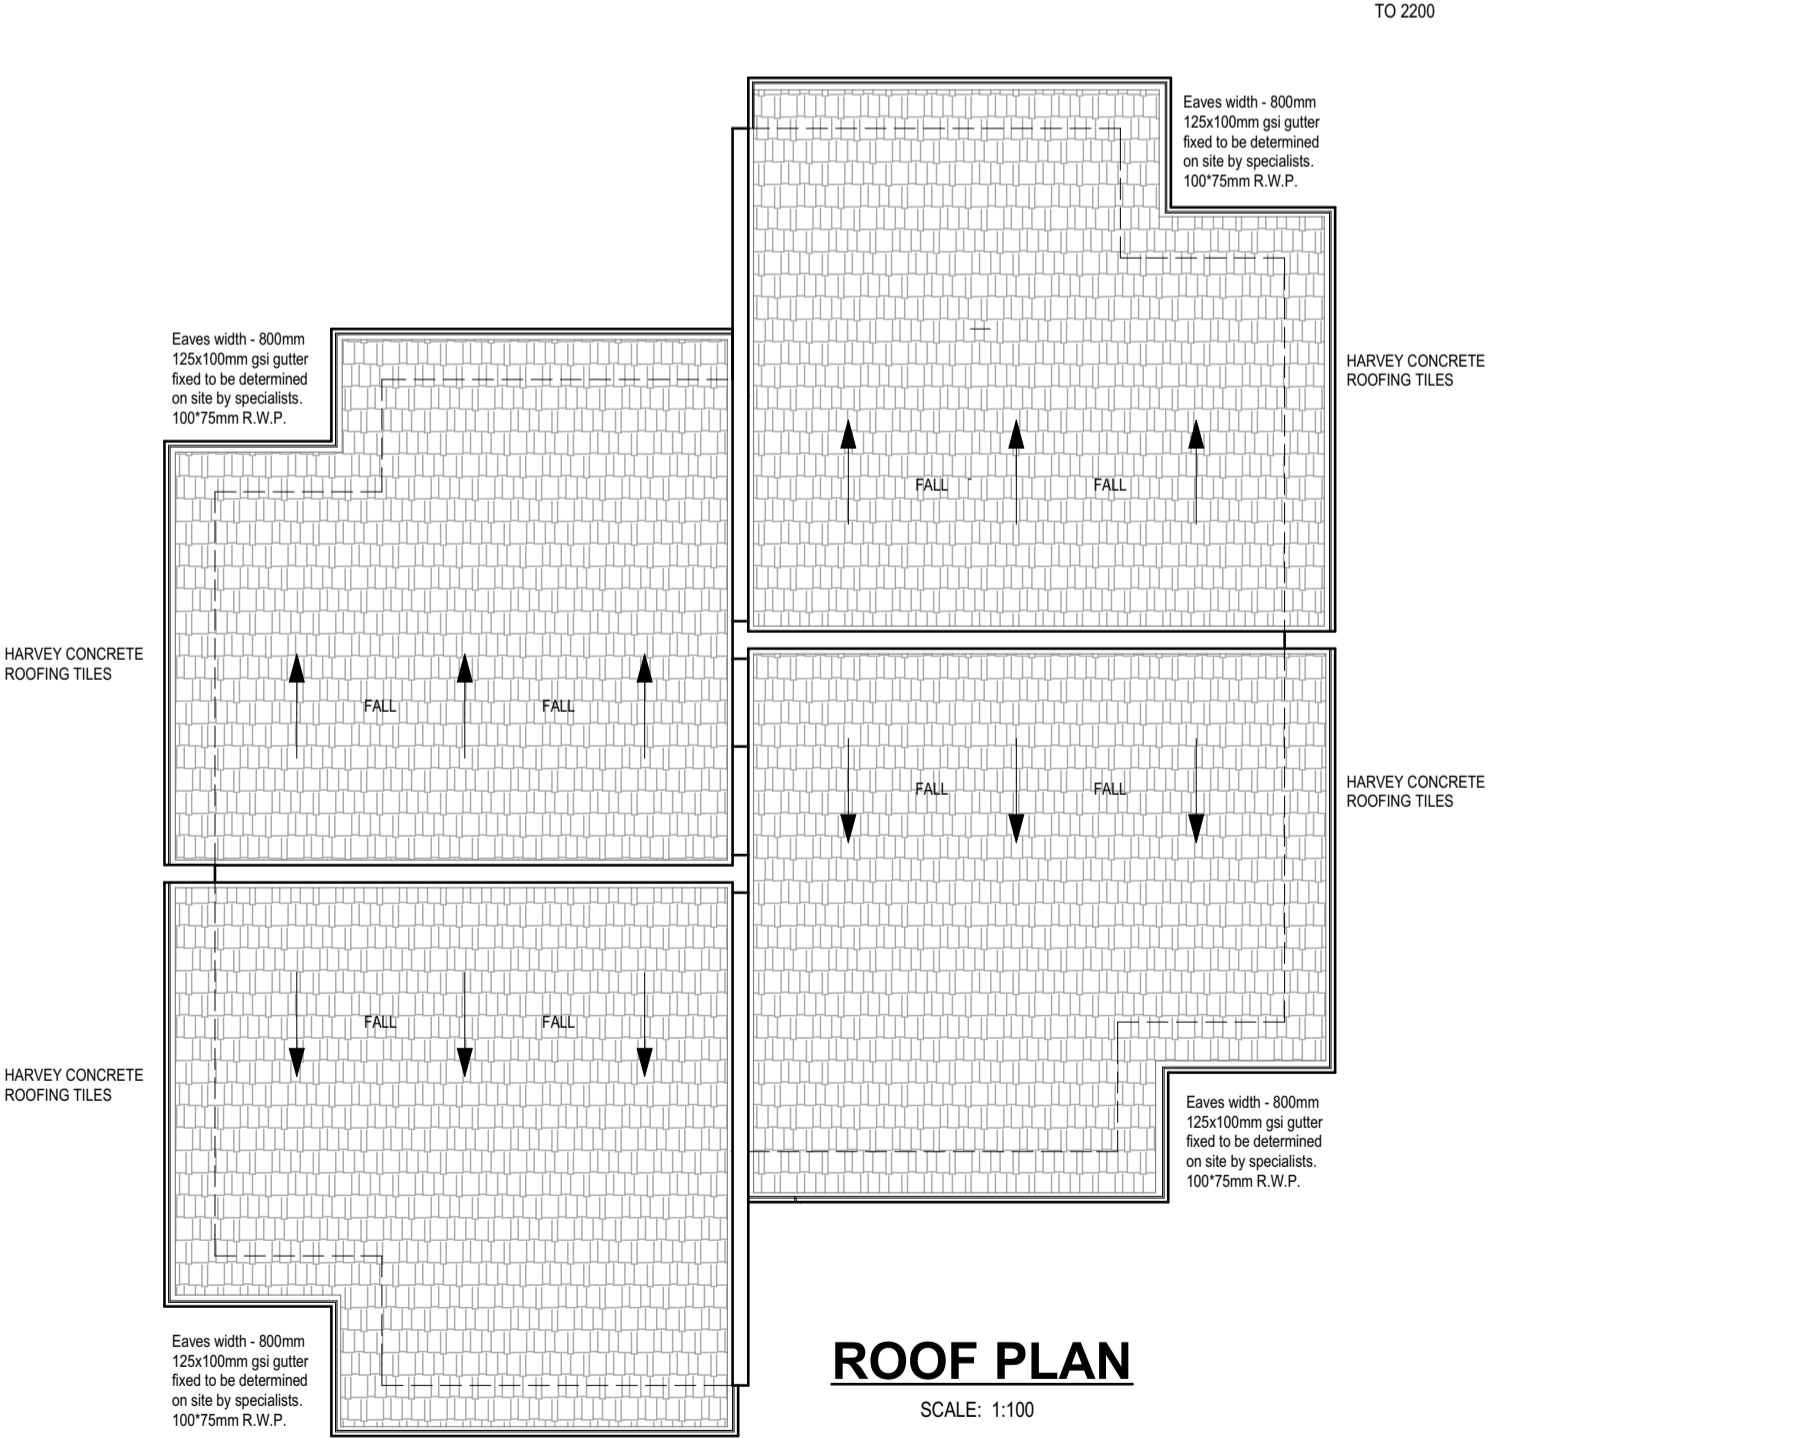 TO 2200
Eaves width - 800mm
125x100mm gsi gutter
fixed to be determined
on site by specialists.
100*75mm R.W.P.
Eaves width - 800mm
125x100mm gsi gutter
fixed to be determined
on site by specialists.
100*75mm R.W.P.
HARVEY CONCRETE
ROOFING TILES
FALL
FALL
HARVEY CONCRETE
ROOFING TILES
FALL
FALL
FALL
FALL
HARVEY CONCRETE
ROOFING TILES
FALL
FALL
HARVEY CONCRETE
ROOFING TILES
Eaves width - 800mm
125x100mm gsi gutter
fixed to be determined
on site by specialists.
100*75mm R.W.P.
Eaves width - 800mm
125x100mm gsi gutter
fixed to be determined
on site by specialists.
100*75mm R.W.P.
ROOF PLAN
SCALE: 1:100